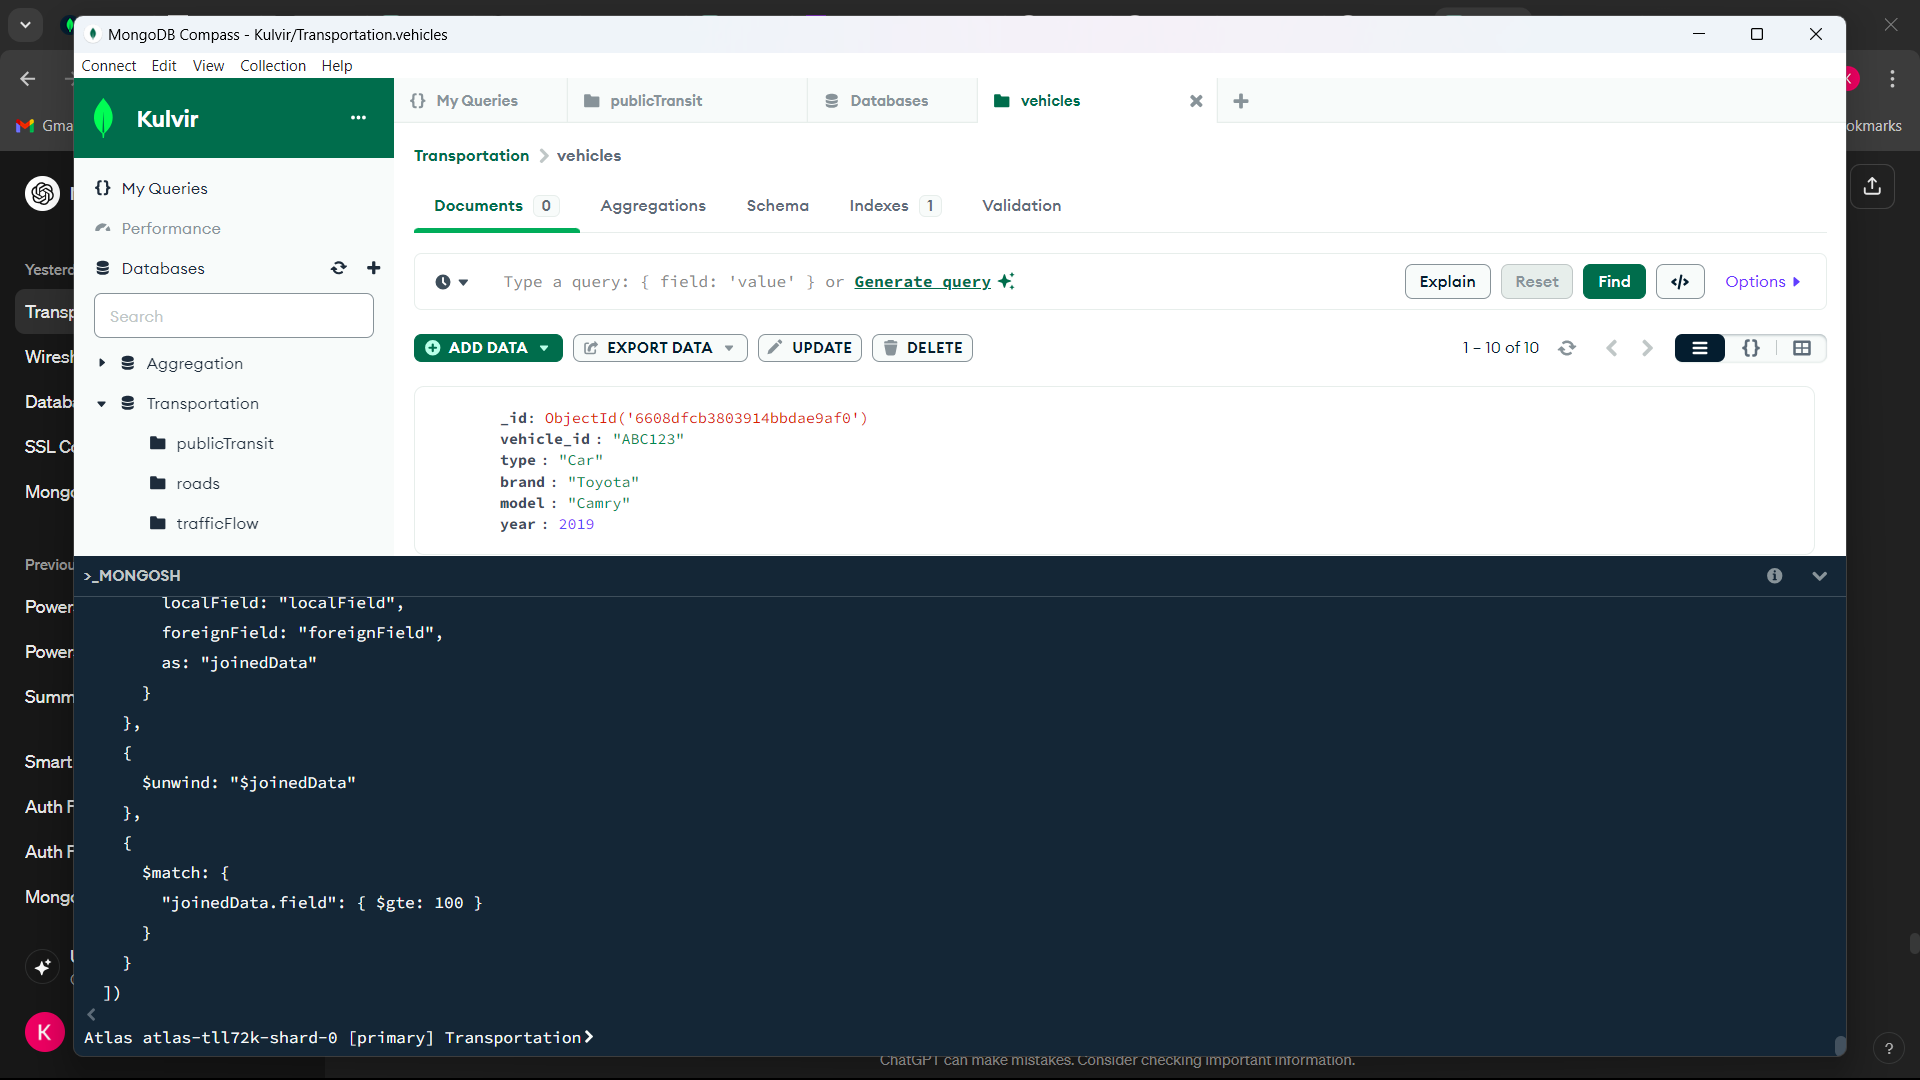 MongoDB Compass - Kulvir/Transportation.vehicles
Connect Edit View Collection Help
Kulvir
My Queries
publicTransit
Databases
vehicles
Transportation > vehicles
My Queries
Performance
Databases
Search
Aggregation
Transportation
publicTransit
roads
trafficFlow
Documents 0 Aggregations Schema Indexes 1 Validation
Type a query: { field: 'value' } or Generate query
Explain Reset Find </> Options
ADD DATA EXPORT DATA UPDATE DELETE
1 – 10 of 10
{}
_id: ObjectId('6608dfcb3803914bbdae9af0')
vehicle_id : "ABC123"
type : "Car"
brand : "Toyota"
model : "Camry"
year : 2019
>_MONGOSH
localField: "localField",
foreignField: "foreignField",
as: "joinedData"
}
},
{
$unwind: "$joinedData"
},
{
$match: {
"joinedData.field": { $gte: 100 }
}
}
])
Atlas atlas-tll72k-shard-0 [primary] Transportation>
Gma
okmarks
Yesterd
Transp
Wiresh
Databa
SSL Co
Mongo
Previou
Power
Power
Summ
Smart
Auth F
Auth F
Mongo
K
ChatGPT can make mistakes. Consider checking important information.
?